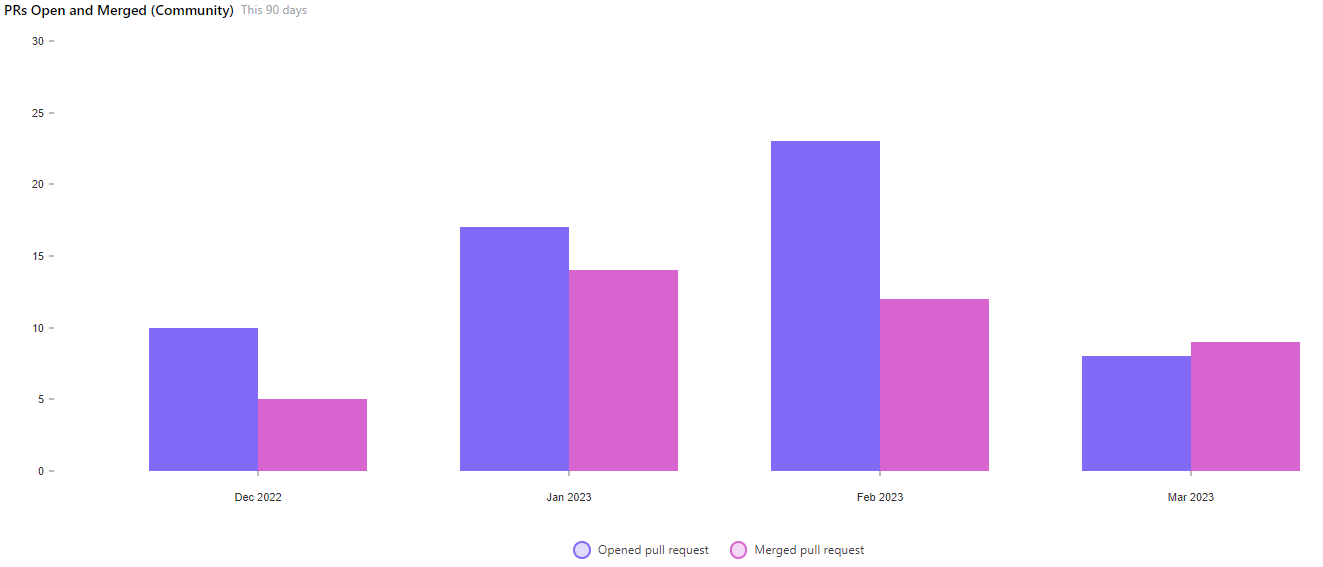 PRs Open and Merged (Community) This 90 days
30
25
20
15
10
5
0
Dec 2022 Jan 2023 Feb 2023 Mar 2023
Opened pull request Merged pull request